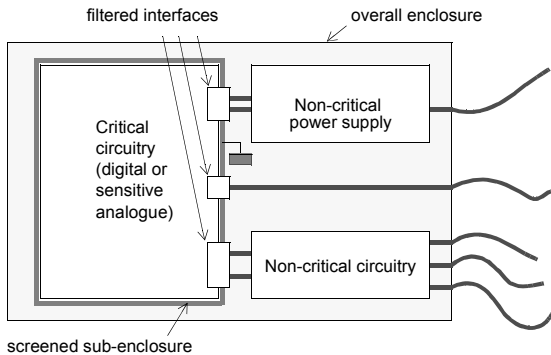 filtered interfaces
overall enclosure
Critical
circuitry
(digital or
sensitive
analogue)
Non-critical
power supply
Non-critical circuitry
screened sub-enclosure